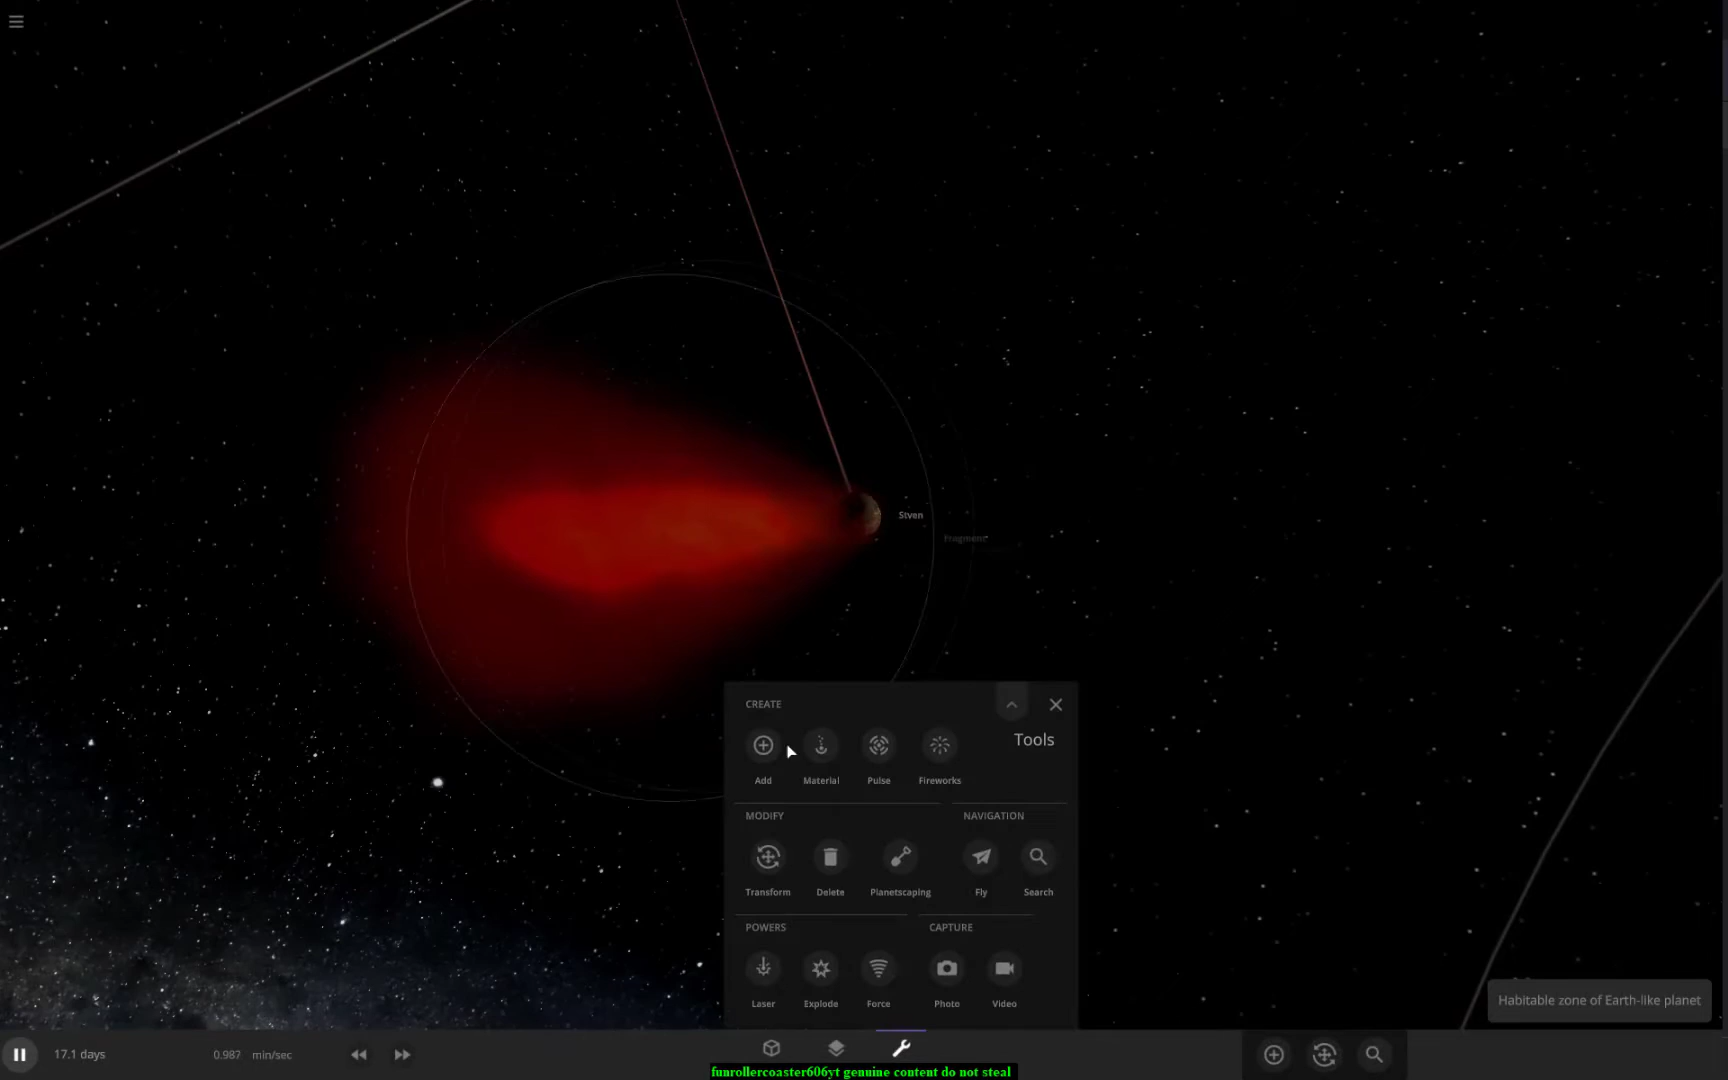 Stven
Fragment
CREATE
Tools
Add
Material
Pulse
Fireworks
MODIFY
NAVIGATION
Transform
Delete
Planetscaping
Fly
Search
POWERS
CAPTURE
Laser
Explode
Force
Photo
Video
Habitable zone of Earth-like planet
17.1 days
0.987 min/sec
funrollercoaster606yt genuine content do not steal